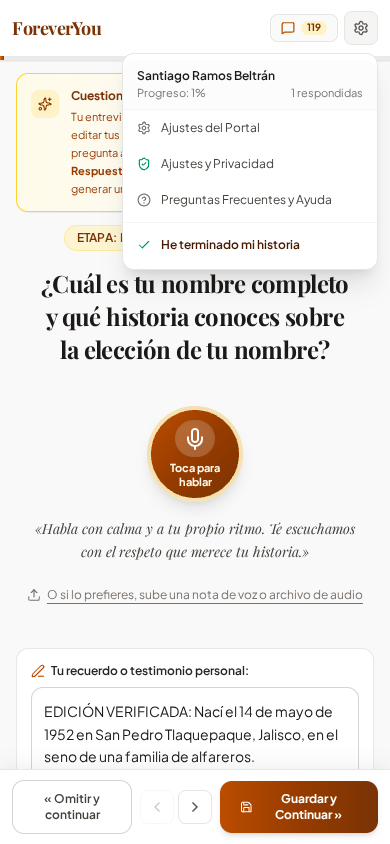 ForeverYou
119
Santiago Ramos Beltrán
Progreso: 1%
1 respondidas
Ajustes del Portal
Ajustes y Privacidad
Preguntas Frecuentes y Ayuda
He terminado mi historia
Cuestion
Tu entrevi
editar tus
pregunta a
Respuest
generar un
ETAPA:
¿Cuál es tu nombre completo
y qué historia conoces sobre
la elección de tu nombre?
Toca para
hablar
«Habla con calma y a tu propio ritmo. Te escuchamos
con el respeto que merece tu historia.»
O si lo prefieres, sube una nota de voz o archivo de audio
Tu recuerdo o testimonio personal:
EDICIÓN VERIFICADA: Nací el 14 de mayo de
1952 en San Pedro Tlaquepaque, Jalisco, en el
seno de una familia de alfareros.
« Omitir y
continuar
Guardar y
Continuar »